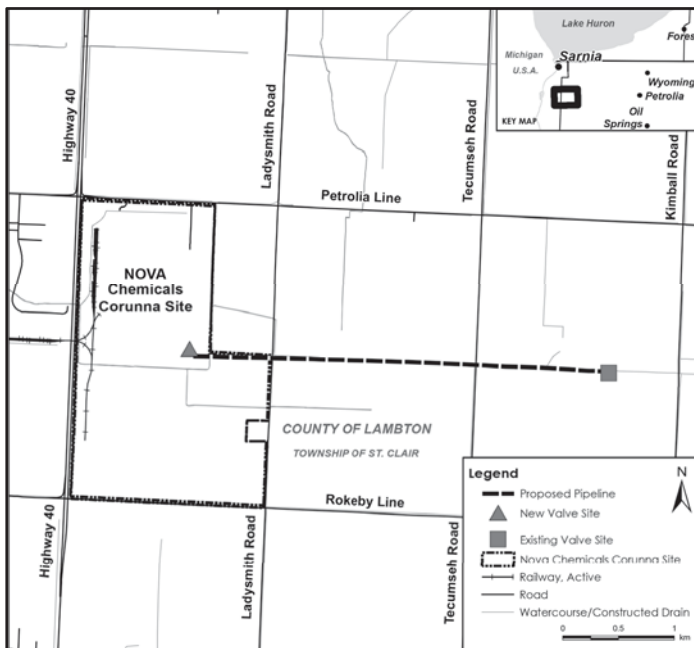 Lake Huron
Fores
Michigan
U.S.A.
Sarnia
Wyoming
Petrolia
Oil
Springs
KEY MAP
Highway 40
Ladysmith Road
Tecumseh Road
Kimball Road
Petrolia Line
NOVA
Chemicals
Corunna Site
COUNTY OF LAMBTON
TOWNSHIP OF ST. CLAIR
Rokeby Line
Highway 40
Ladysmith Road
Tecumseh Road
Legend
N
Proposed Pipeline
New Valve Site
Existing Valve Site
Nova Chemicals Corunna Site
Railway, Active
Road
Watercourse/Constructed Drain
0 0.5 1
km